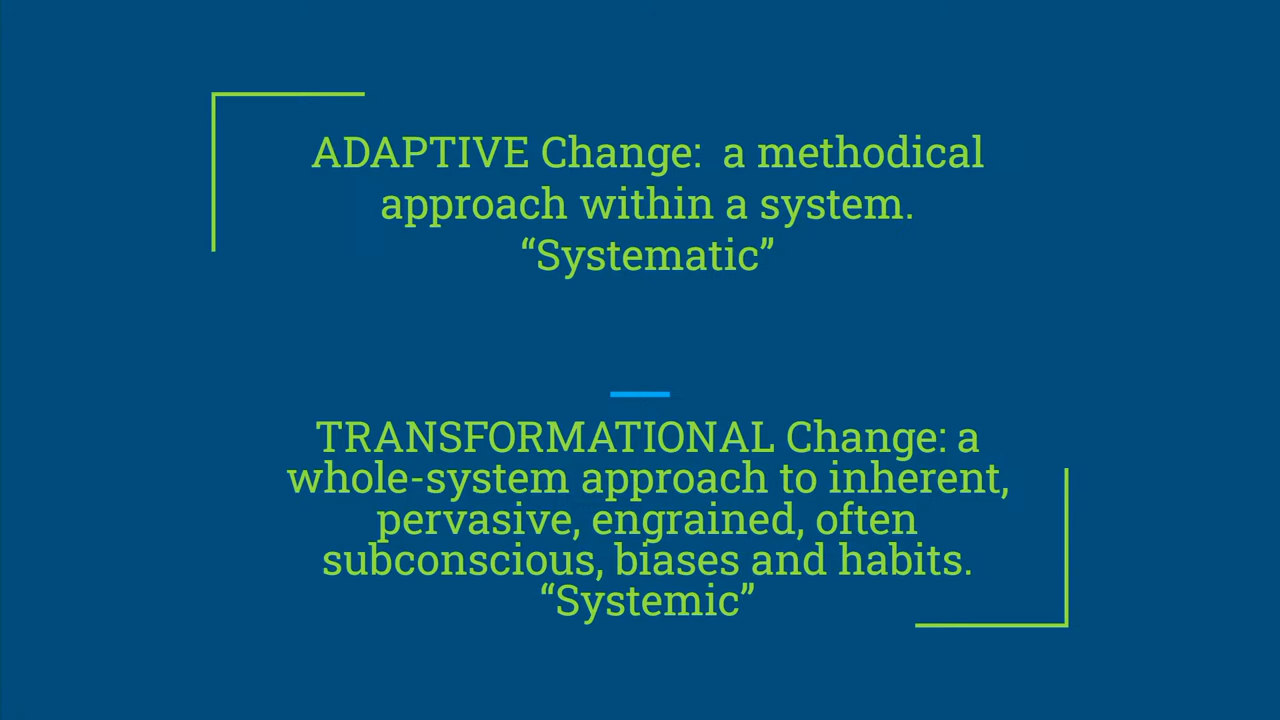 ADAPTIVE Change:  a methodical
approach within a system.
“Systematic”
TRANSFORMATIONAL Change: a
whole-system approach to inherent,
pervasive, engrained, often
subconscious, biases and habits.
“Systemic”